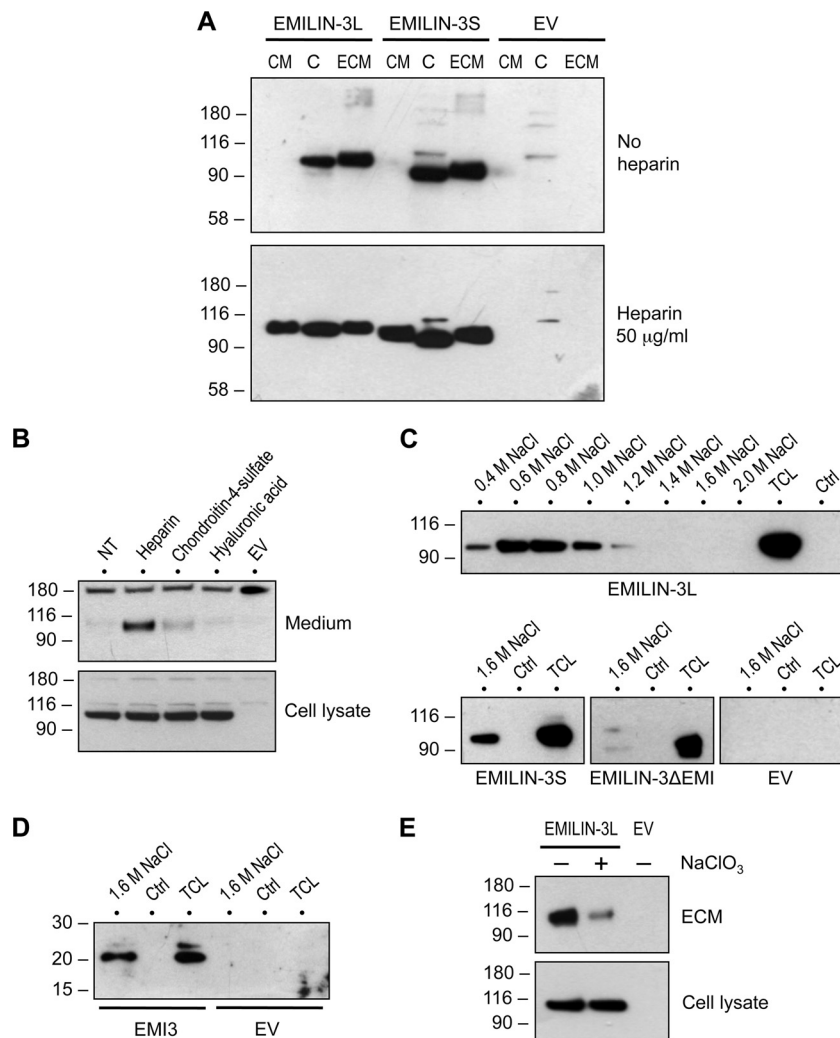 A
EMILIN-3L EMILIN-3S EV
CM C ECM CM C ECM CM C ECM
180 –
116 –
90 –
58 –
No
heparin
180 –
116 –
90 –
58 –
Heparin
50 μg/ml
B
NT Heparin Chondroitin-4-sulfate Hyaluronic acid EV
180 –
116 –
90 –
Medium
180 –
116 –
90 –
Cell lysate
C
0.4 M NaCl 0.6 M NaCl 0.8 M NaCl 1.0 M NaCl 1.2 M NaCl 1.4 M NaCl 1.6 M NaCl 2.0 M NaCl TCL Ctrl
116 –
90 –
EMILIN-3L
1.6 M NaCl Ctrl TCL 1.6 M NaCl Ctrl TCL 1.6 M NaCl Ctrl TCL
116 –
90 –
EMILIN-3S EMILIN-3ΔEMI EV
D
1.6 M NaCl Ctrl TCL 1.6 M NaCl Ctrl TCL
30 –
20 –
15 –
EMI3 EV
E
EMILIN-3L EV
– + – NaClO₃
180 –
116 –
90 –
ECM
180 –
116 –
90 –
Cell lysate